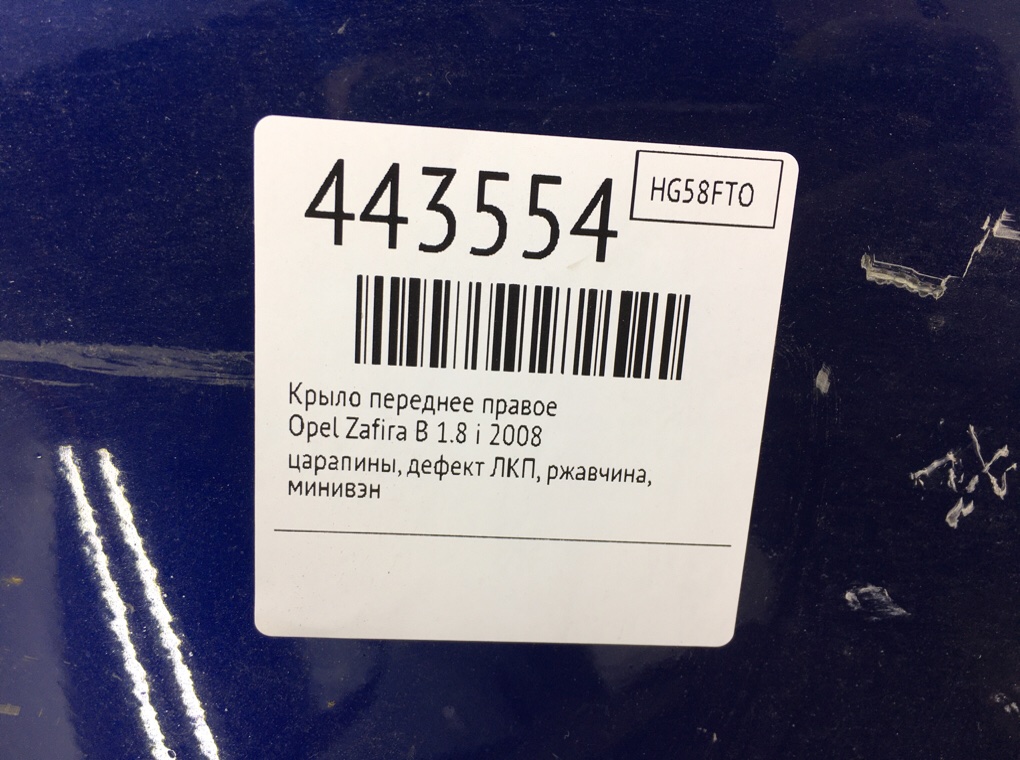 443554
HG58FTO
Крыло переднее правое
Opel Zafira B 1.8 i 2008
царапины, дефект ЛКП, ржавчина,
минивэн